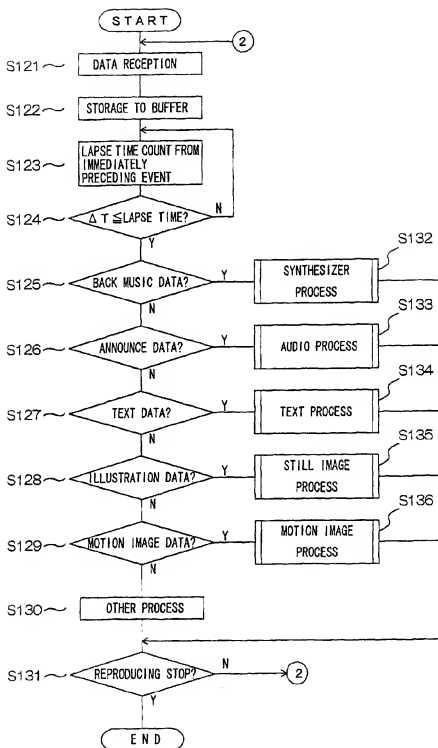 START
2
S121
DATA RECEPTION
S122
STORAGE TO BUFFER
S123
LAPSE TIME COUNT FROM
IMMEDIATELY
PRECEDING EVENT
S124
Δ T ≦LAPSE TIME?
N
Y
S125
BACK MUSIC DATA?
Y
N
S132
SYNTHESIZER
PROCESS
S126
ANNOUNCE DATA?
Y
N
S133
AUDIO PROCESS
S127
TEXT DATA?
Y
N
S134
TEXT PROCESS
S128
ILLUSTRATION DATA?
Y
N
S135
STILL IMAGE
PROCESS
S129
MOTION IMAGE DATA?
Y
N
S136
MOTION IMAGE
PROCESS
S130
OTHER PROCESS
S131
REPRODUCING STOP?
N
2
Y
END